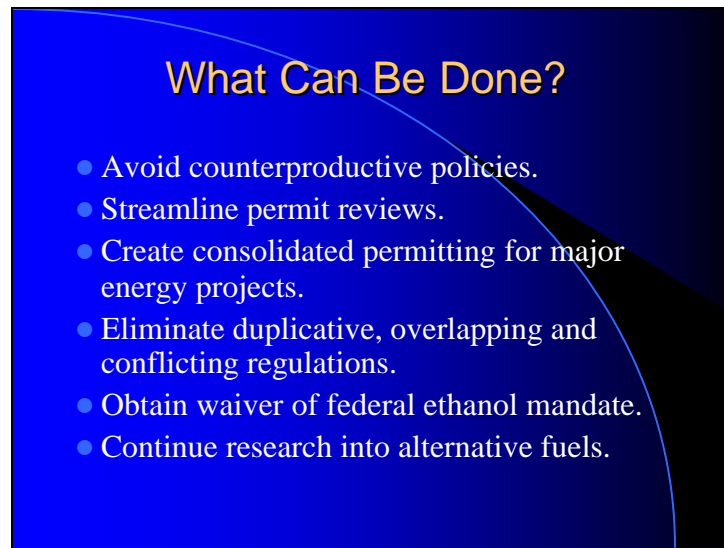 What Can Be Done?
Avoid counterproductive policies.
Streamline permit reviews.
Create consolidated permitting for major
energy projects.
Eliminate duplicative, overlapping and
conflicting regulations.
Obtain waiver of federal ethanol mandate.
Continue research into alternative fuels.